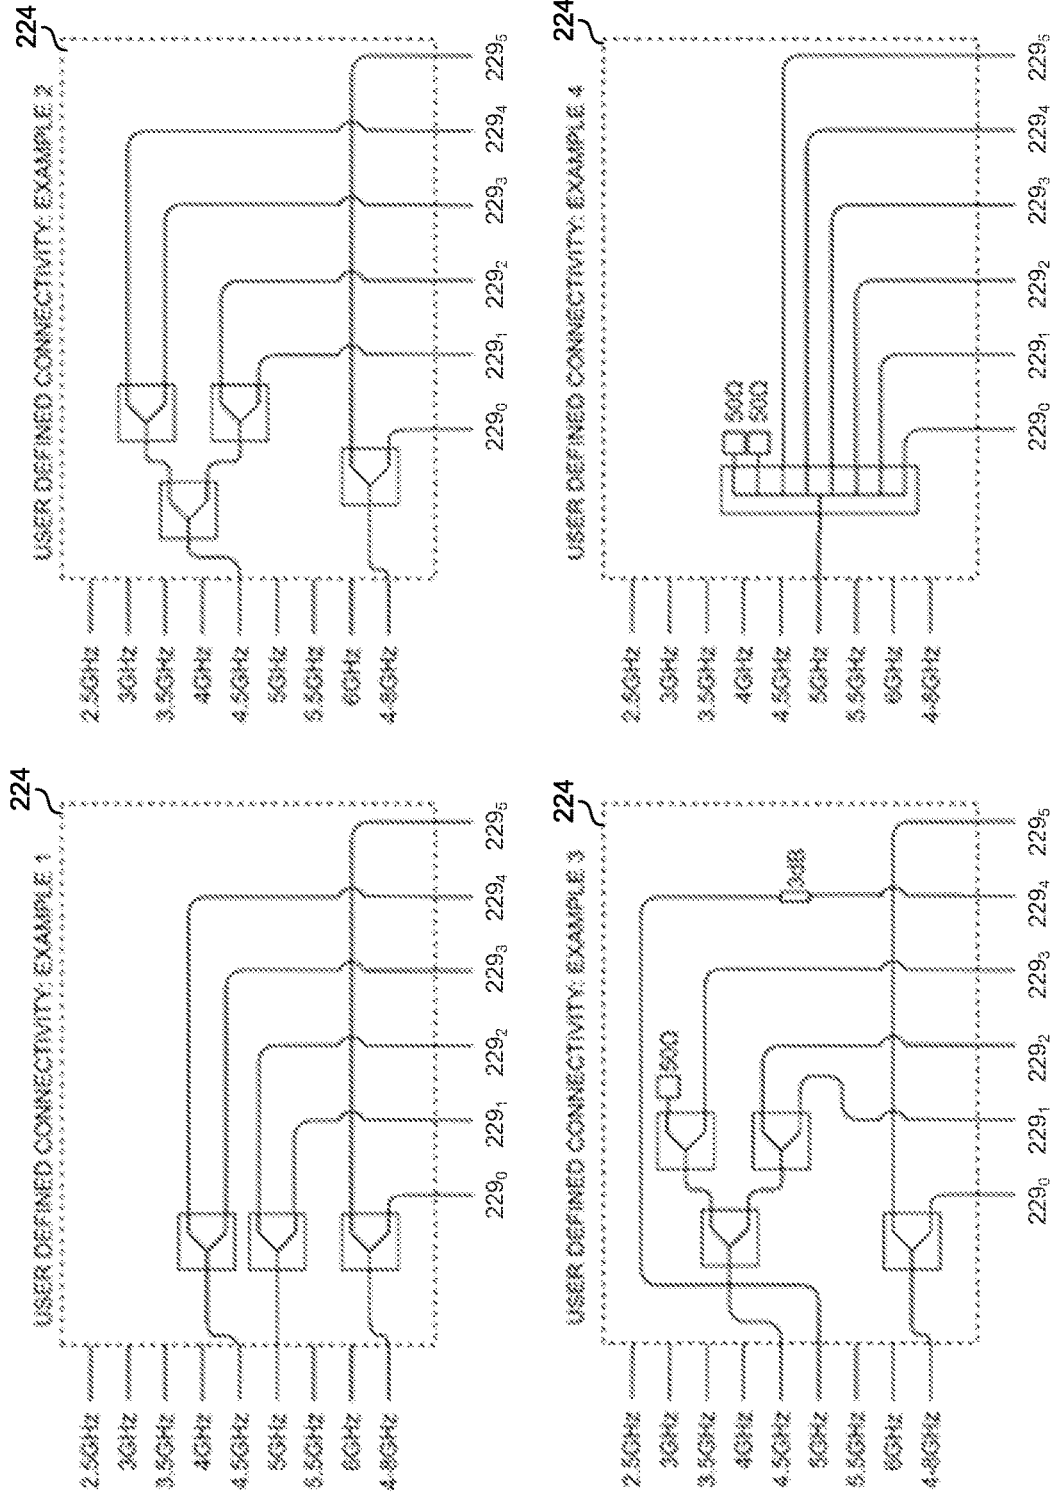 USER DEFINED CONNECTIVITY: EXAMPLE 1
224
2.5GHz
3GHz
3.5GHz
4GHz
4.5GHz
5GHz
5.5GHz
6GHz
4-8GHz
229₀
229₁
229₂
229₃
229₄
229₅
USER DEFINED CONNECTIVITY: EXAMPLE 2
224
2.5GHz
3GHz
3.5GHz
4GHz
4.5GHz
5GHz
5.5GHz
6GHz
4-8GHz
229₀
229₁
229₂
229₃
229₄
229₅
USER DEFINED CONNECTIVITY: EXAMPLE 3
224
2.5GHz
3GHz
3.5GHz
4GHz
4.5GHz
5GHz
5.5GHz
6GHz
4-8GHz
50Ω
3dB
229₀
229₁
229₂
229₃
229₄
229₅
USER DEFINED CONNECTIVITY: EXAMPLE 4
224
2.5GHz
3GHz
3.5GHz
4GHz
4.5GHz
5GHz
5.5GHz
6GHz
4-8GHz
50Ω
50Ω
229₀
229₁
229₂
229₃
229₄
229₅